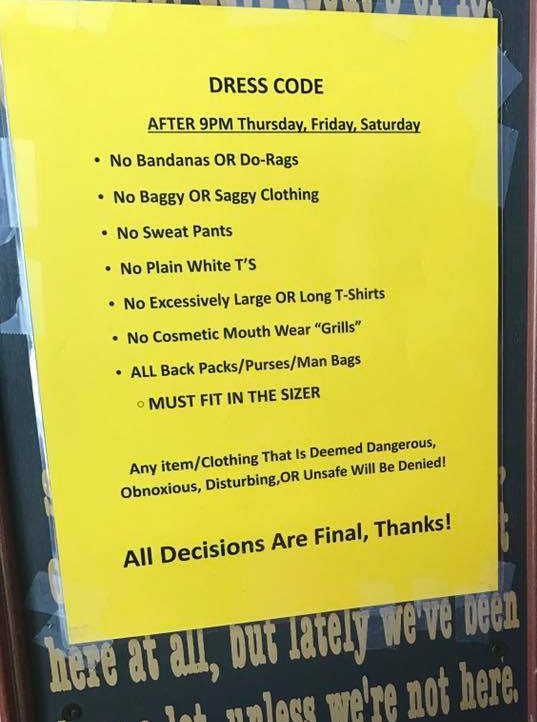 DRESS CODE
AFTER 9PM Thursday, Friday, Saturday
• No Bandanas OR Do-Rags
• No Baggy OR Saggy Clothing
• No Sweat Pants
• No Plain White T'S
• No Excessively Large OR Long T-Shirts
• No Cosmetic Mouth Wear “Grills”
• ALL Back Packs/Purses/Man Bags
○ MUST FIT IN THE SIZER
Any item/Clothing That Is Deemed Dangerous,
Obnoxious, Disturbing,OR Unsafe Will Be Denied!
All Decisions Are Final, Thanks!
here at all, but lately we've been
unless we're not here.